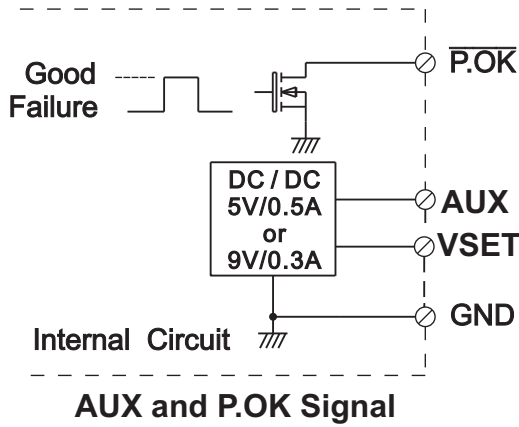 Good
Failure
P.OK
DC / DC
5V/0.5A
or
9V/0.3A
AUX
VSET
GND
Internal Circuit
AUX and P.OK Signal